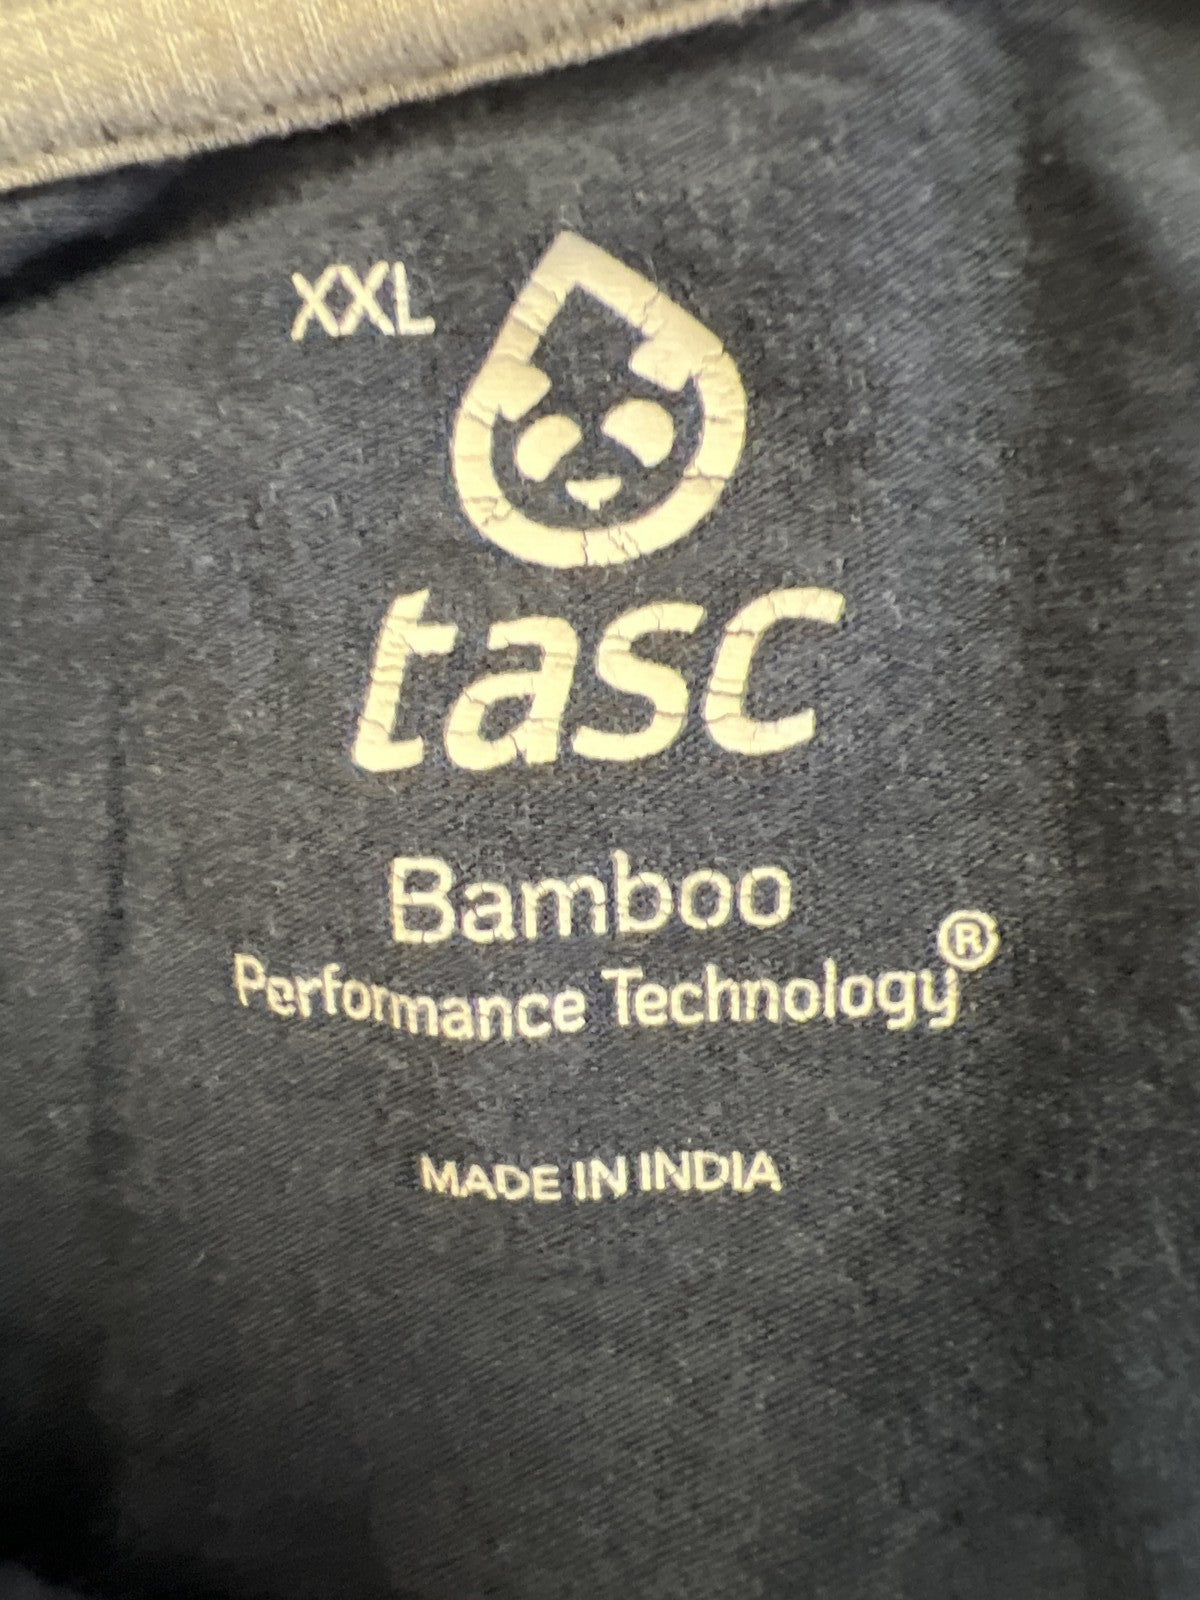 XXL
tasc
Bamboo
Performance Technology®
MADE IN INDIA